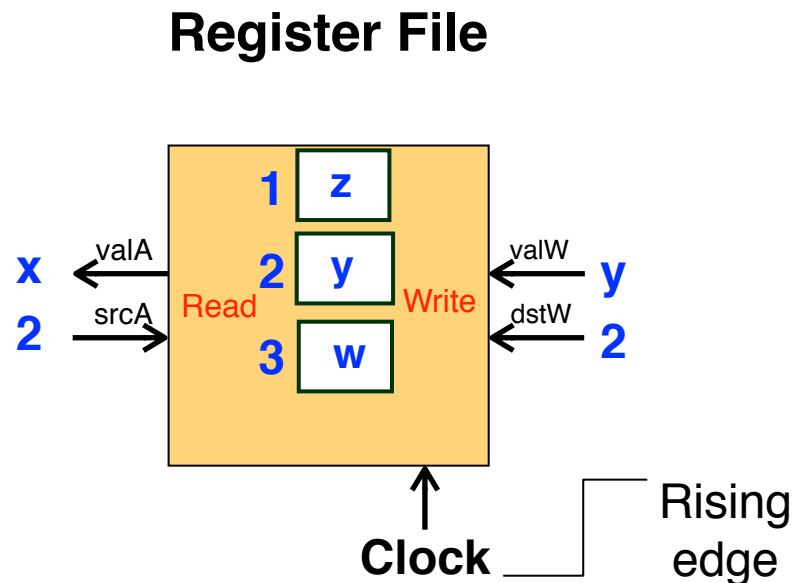 Register File
1 z
x valA 2 y valW y
Read Write
2 srcA dstW 2
3 w
Clock Rising
edge